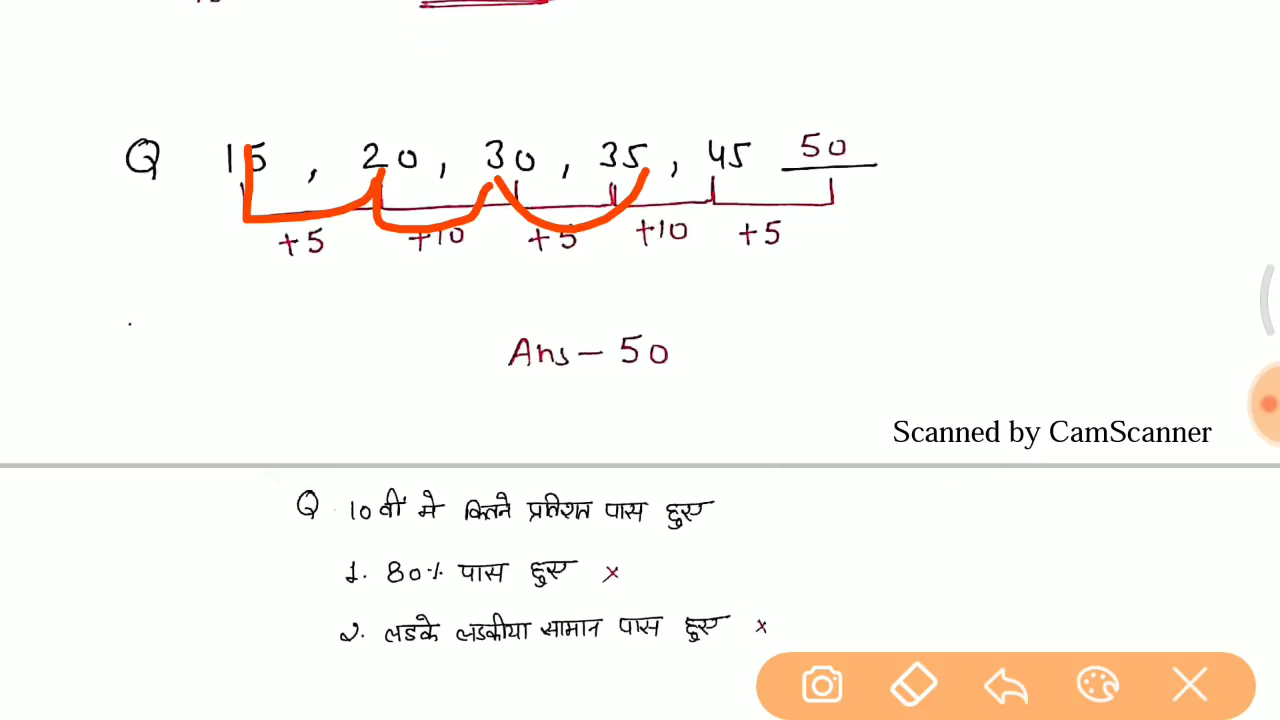 Q 15 , 20 , 30 , 35 , 45 50
+5 +10 +5 +10 +5
Ans - 50
Scanned by CamScanner
Q 10 वीं मे कितने प्रतिशत पास हुए
1. 80% पास हुए ×
2. लडके लडकीया सामान पास हुए ×